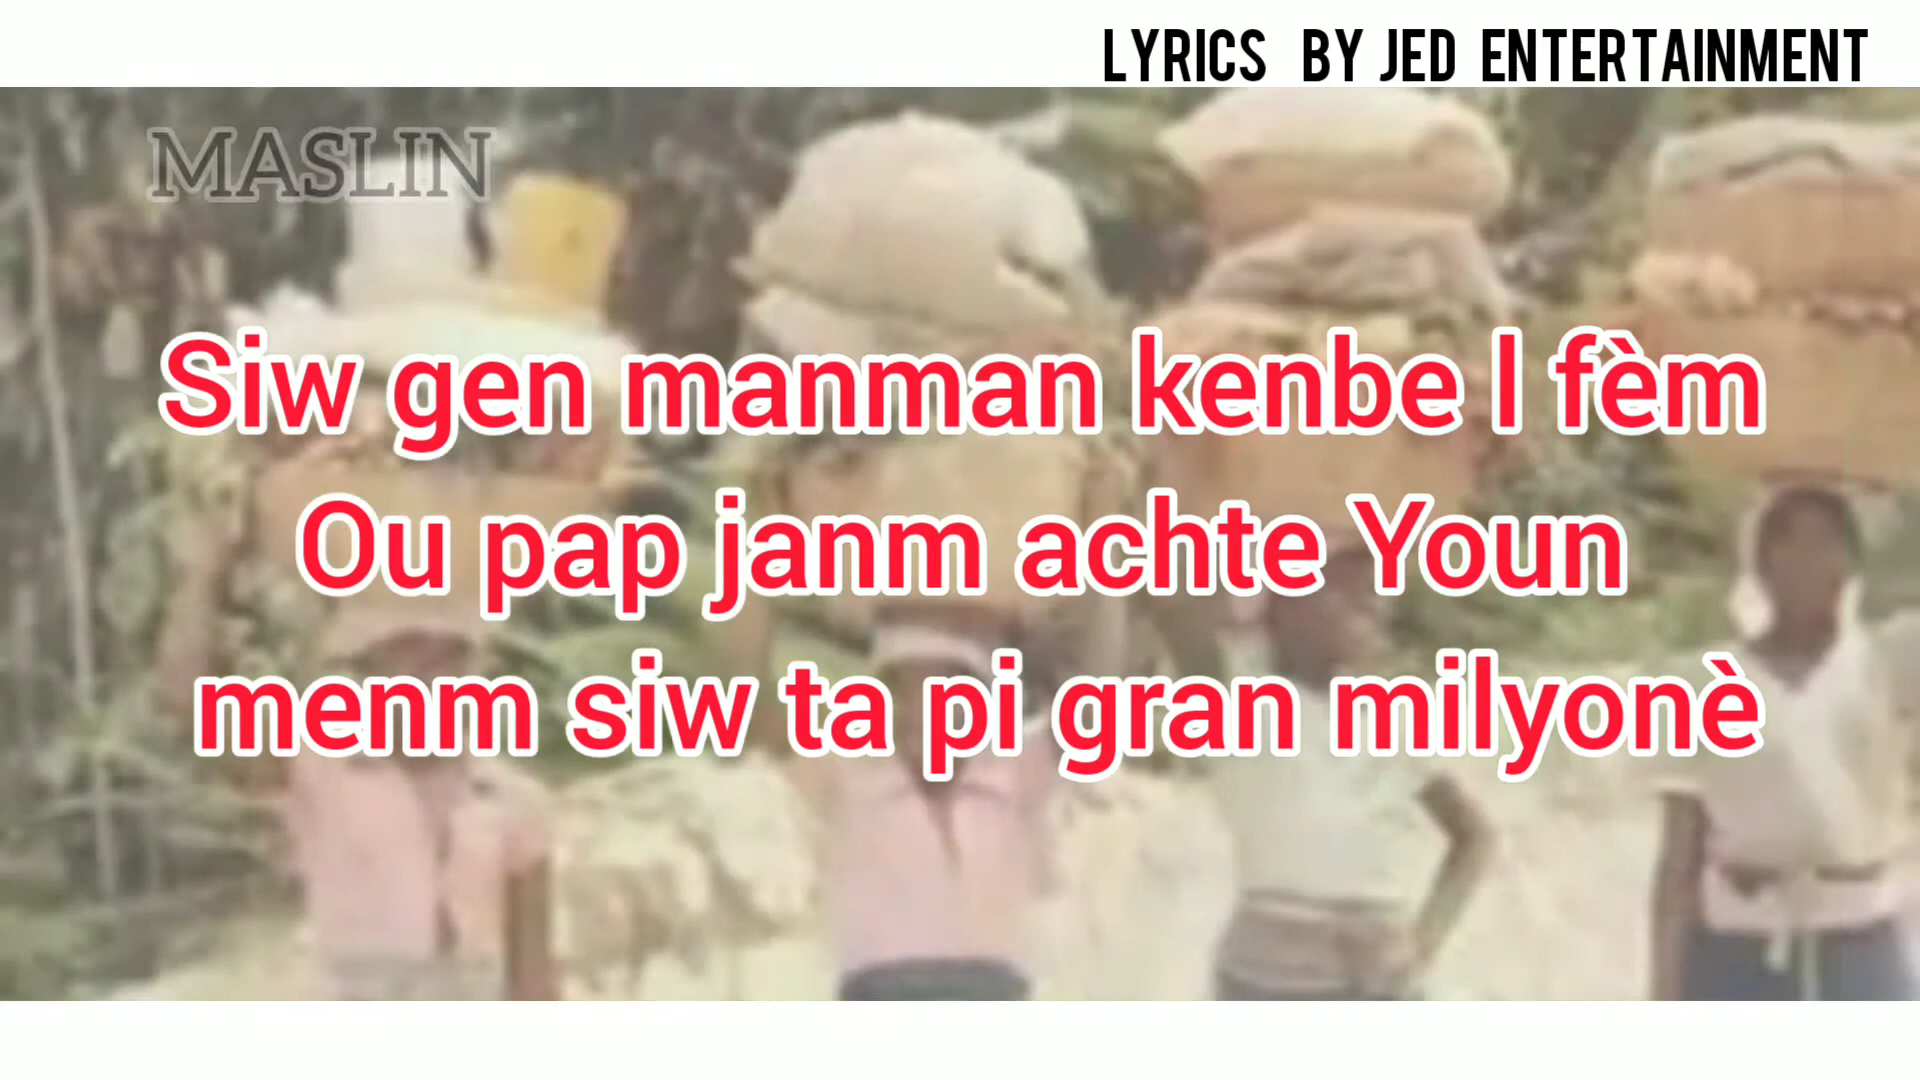 LYRICS BY JED ENTERTAINMENT
MASLIN
Siw gen manman kenbe l fèm
Ou pap janm achte Youn
menm siw ta pi gran milyonè